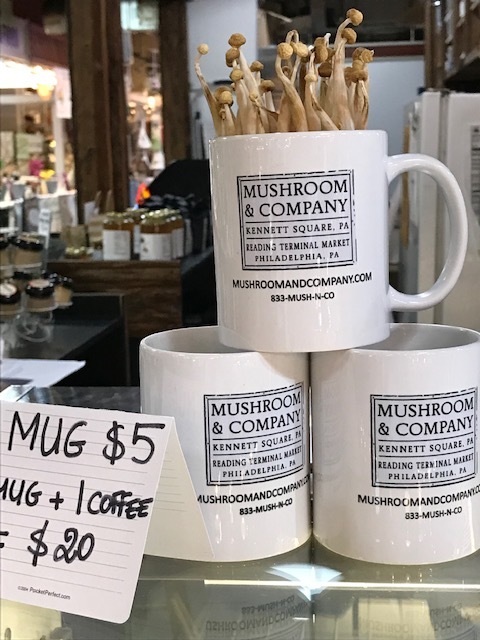 MUSHROOM
& COMPANY
KENNETT SQUARE, PA
READING TERMINAL MARKET
PHILADELPHIA, PA
MUSHROOMANDCOMPANY.COM
833-MUSH-N-CO
MUSHROOM
& COMPANY
KENNETT SQUARE, PA
READING TERMINAL MARKET
PHILADELPHIA, PA
MUSHROOMANDCOMPANY.COM
833-MUSH-N-CO
MUSHROOM
& COMPANY
KENNETT SQUARE, PA
READING TERMINAL MARKET
PHILADELPHIA, PA
MUSHROOMANDCOMPANY.CO
833-MUSH-N-CO
MUG $5
MUG + 1 COFFEE
= $20
PocketPerfect.com